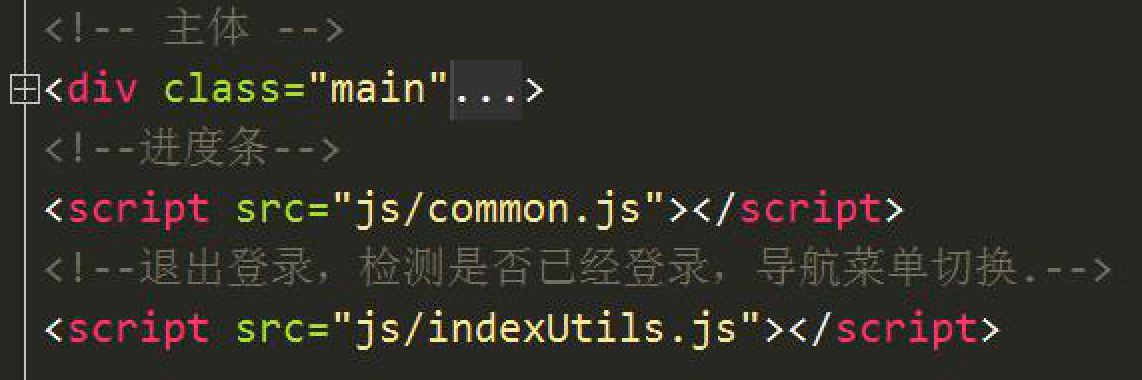 <!-- 主体 -->
<div class="main"...>
<!--进度条-->
<script src="js/common.js"></script>
<!--退出登录，检测是否已经登录，导航菜单切换.-->
<script src="js/indexUtils.js"></script>